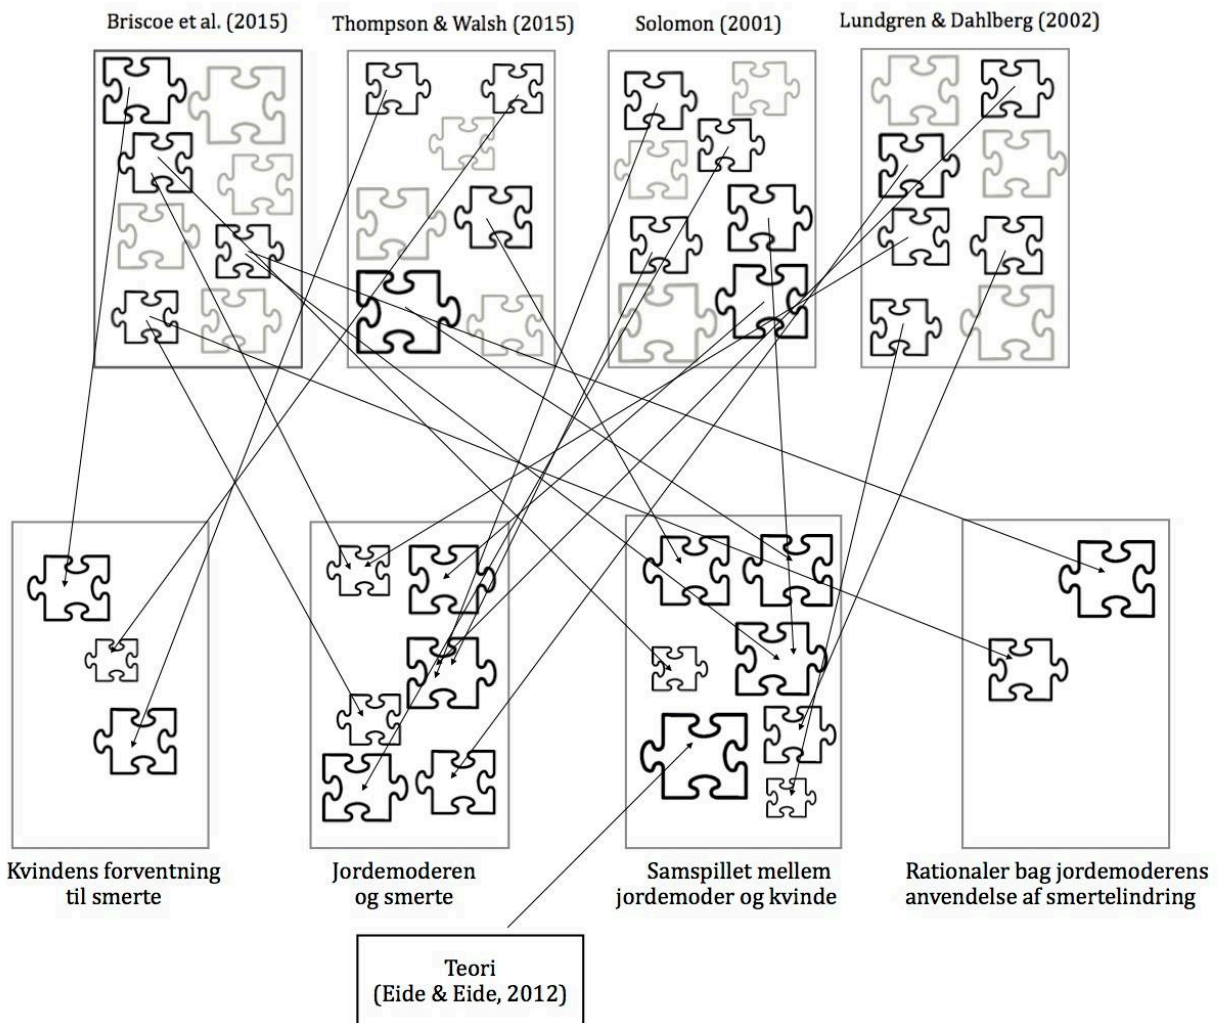 Briscoe et al. (2015)
Thompson & Walsh (2015)
Solomon (2001)
Lundgren & Dahlberg (2002)
Kvindens forventning
til smerte
Jordemoderen
og smerte
Samspillet mellem
jordemoder og kvinde
Rationaler bag jordemoderens
anvendelse af smertelindring
Teori
(Eide & Eide, 2012)